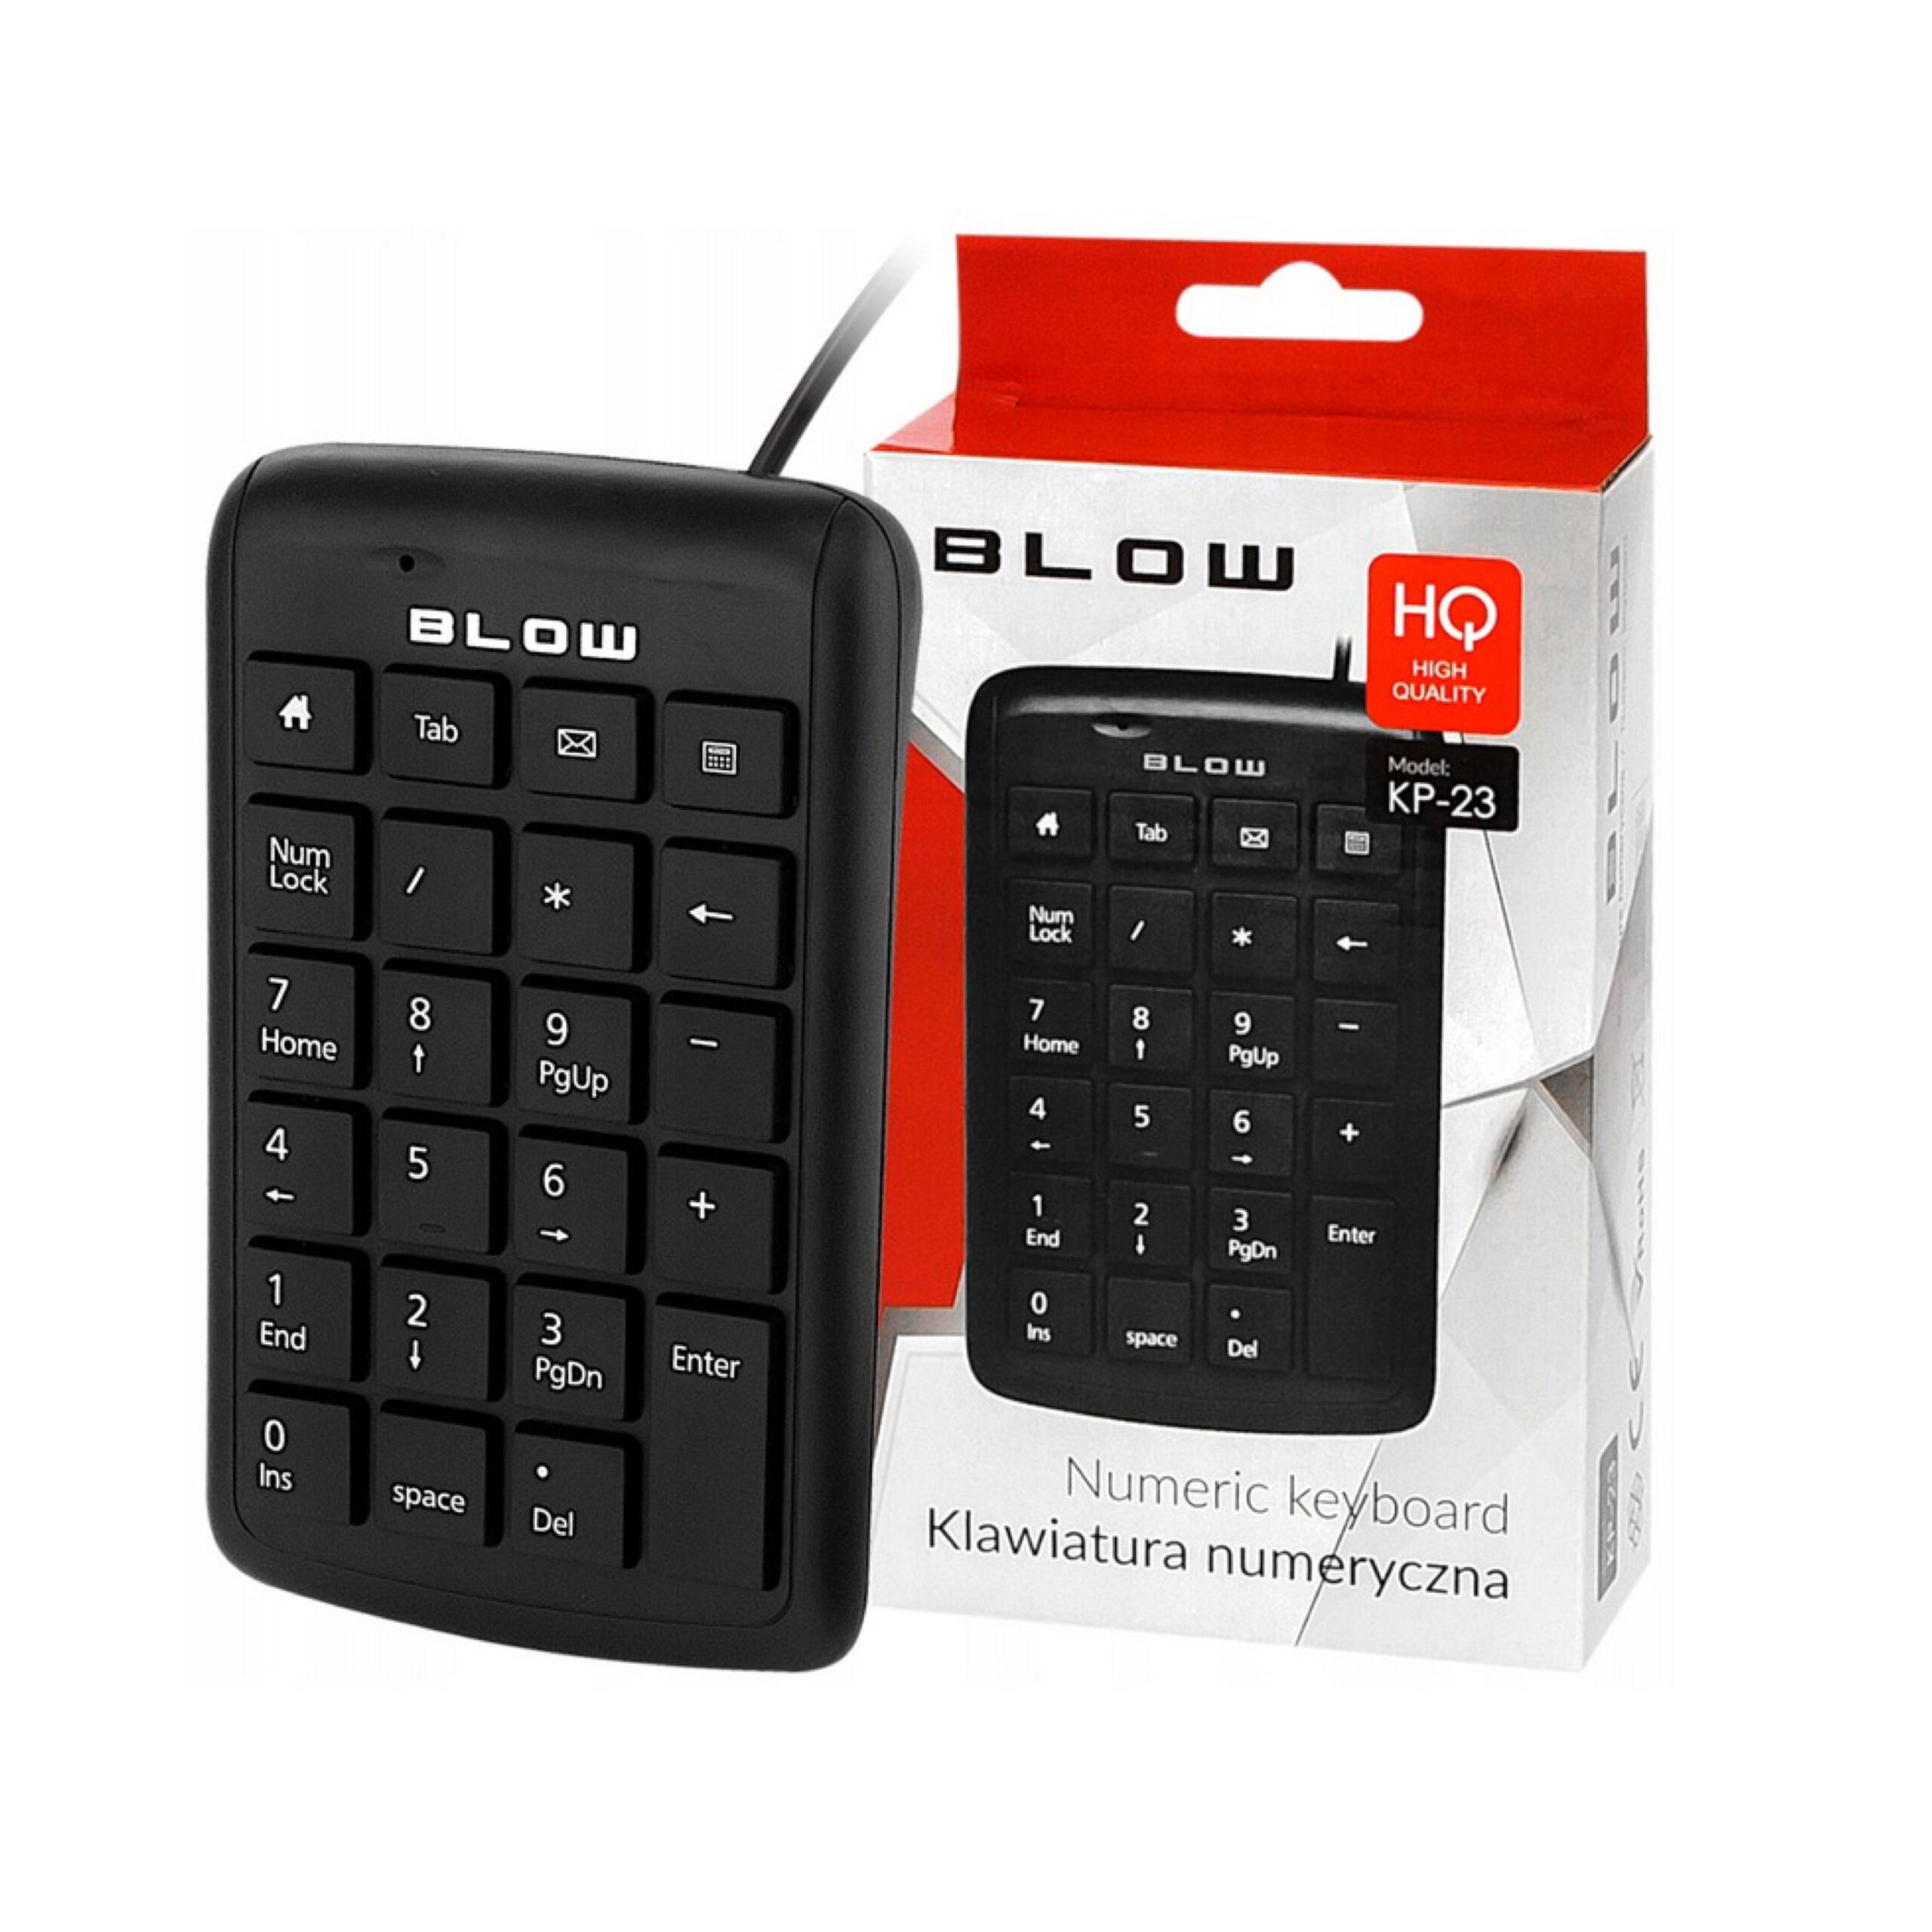 BLOW
Tab
Num
Lock
/
*
←
7
Home
8
↑
9
PgUp
-
4
←
5
6
→
+
1
End
2
↓
3
PgDn
Enter
0
Ins
space
.
Del
BLOW
HQ
HIGH
QUALITY
Model:
KP-23
BLOW
Tab
Num
Lock
/
*
←
7
Home
8
↑
9
PgUp
-
4
←
5
6
→
+
1
End
2
↓
3
PgDn
Enter
0
Ins
space
.
Del
Numeric keyboard
Klawiatura numeryczna
BLOW